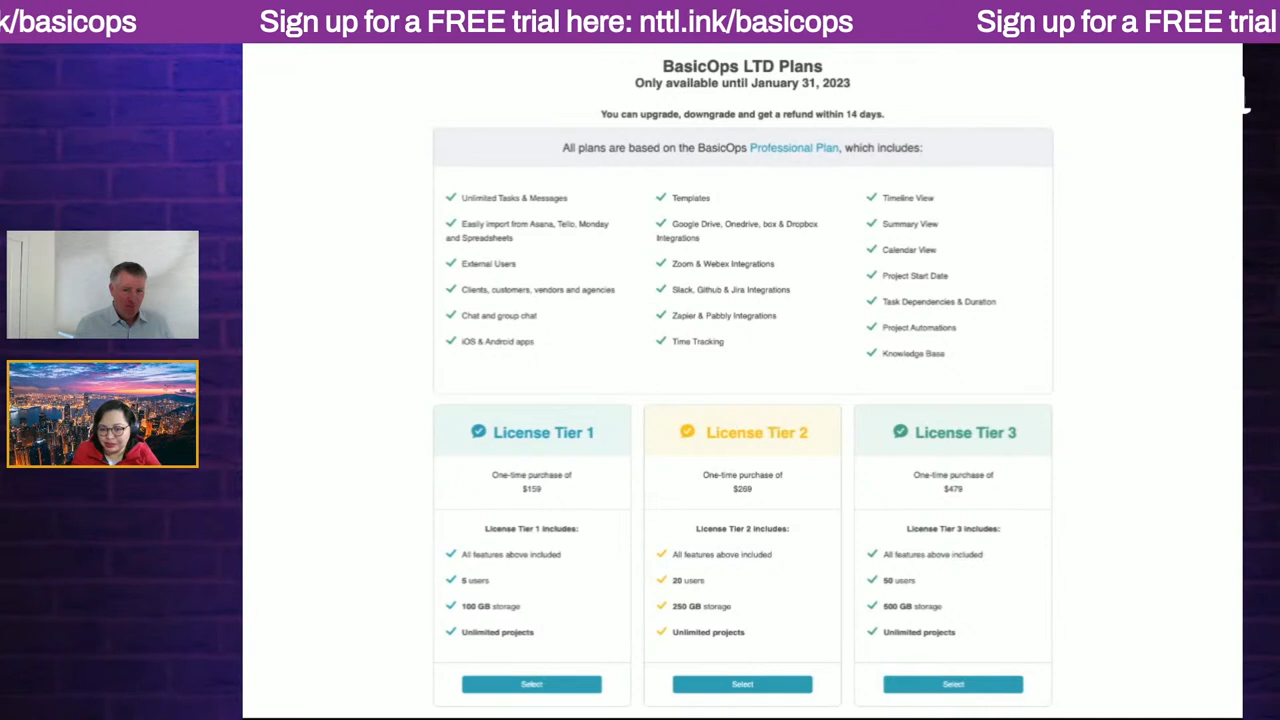 k/basicops
Sign up for a FREE trial here: nttl.ink/basicops
Sign up for a FREE trial
BasicOps LTD Plans
Only available until January 31, 2023
You can upgrade, downgrade and get a refund within 14 days.
All plans are based on the BasicOps Professional Plan, which includes:
Unlimited Tasks & Messages
Easily import from Asana, Tello, Monday
and Spreadsheets
External Users
Clients, customers, vendors and agencies
Chat and group chat
iOS & Android apps
Templates
Google Drive, Onedrive, box & Dropbox
Integrations
Zoom & Webex Integrations
Slack, Github & Jira Integrations
Zapier & Pabbly Integrations
Time Tracking
Timeline View
Summary View
Calendar View
Project Start Date
Task Dependencies & Duration
Project Automations
Knowledge Base
License Tier 1
One-time purchase of
$159
License Tier 1 Includes:
All features above included
5 users
100 GB storage
Unlimited projects
Select
License Tier 2
One-time purchase of
$269
License Tier 2 Includes:
All features above included
20 users
250 GB storage
Unlimited projects
Select
License Tier 3
One-time purchase of
$479
License Tier 3 Includes:
All features above included
50 users
500 GB storage
Unlimited projects
Select